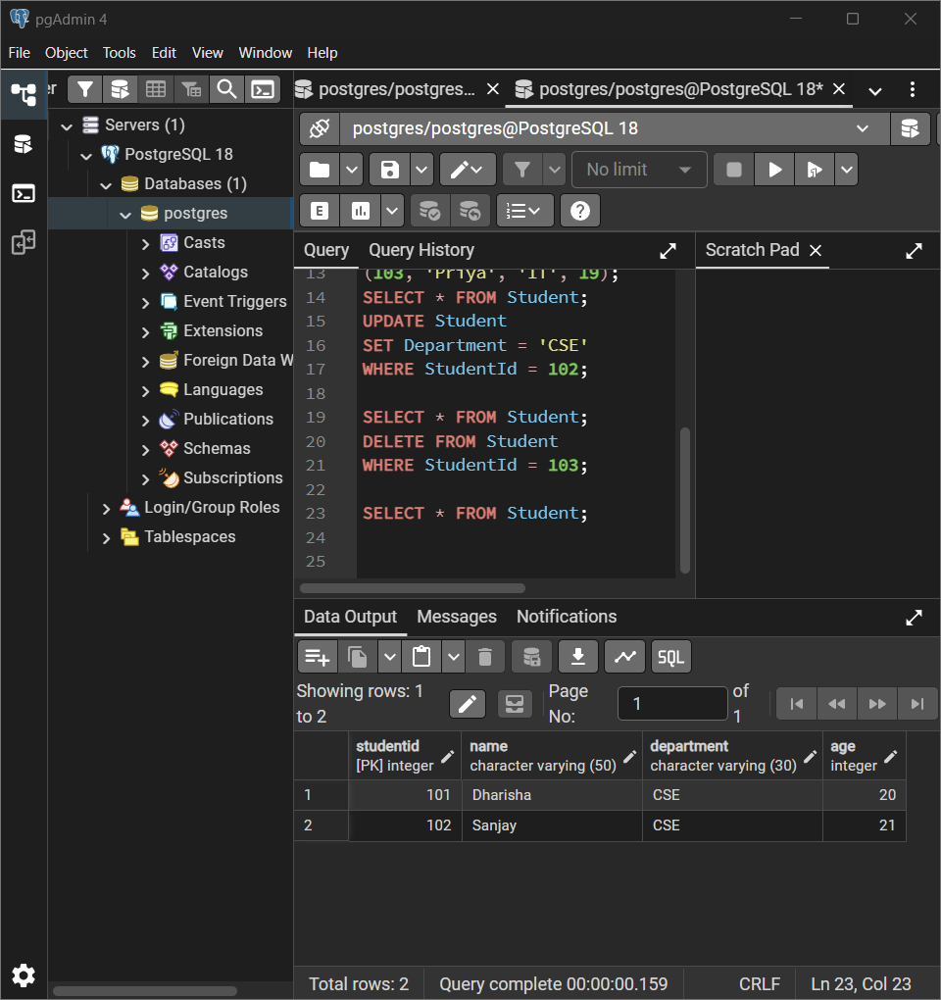 pgAdmin 4
File Object Tools Edit View Window Help
er
postgres/postgres...
postgres/postgres@PostgreSQL 18*
postgres/postgres@PostgreSQL 18
Servers (1)
PostgreSQL 18
Databases (1)
postgres
Casts
Catalogs
Event Triggers
Extensions
Foreign Data W
Languages
Publications
Schemas
Subscriptions
Login/Group Roles
Tablespaces
No limit
E
Query Query History
Scratch Pad
13 (103, 'Priya', 'IT', 19);
14 SELECT * FROM Student;
15 UPDATE Student
16 SET Department = 'CSE'
17 WHERE StudentId = 102;
18
19 SELECT * FROM Student;
20 DELETE FROM Student
21 WHERE StudentId = 103;
22
23 SELECT * FROM Student;
24
25
Data Output Messages Notifications
SQL
Showing rows: 1
to 2
Page
No:
1
of
1
studentid
[PK] integer
name
character varying (50)
department
character varying (30)
age
integer
1 101 Dharisha CSE 20
2 102 Sanjay CSE 21
Total rows: 2 Query complete 00:00:00.159 CRLF Ln 23, Col 23